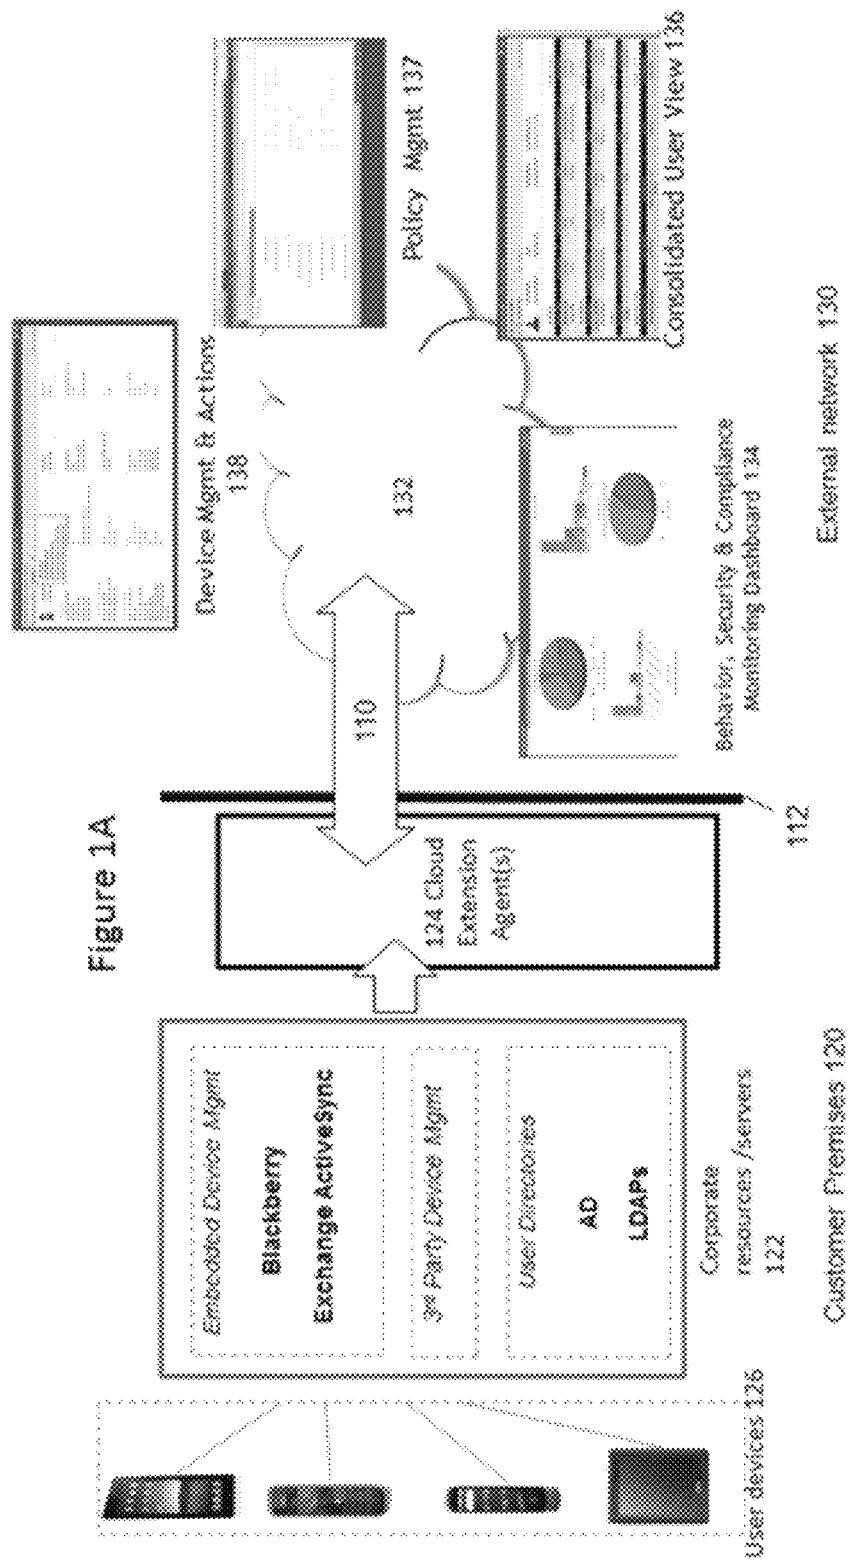 Figure 1A
Device Mgmt & Actions
138
Policy Mgmt 137
132
110
Consolidated User View 136
Behavior, Security & Compliance
Monitoring Dashboard 134
External network 130
112
124 Cloud
Extension
Agent(s)
Embedded Device Mgmt
Blackberry
Exchange ActiveSync
3rd Party Device Mgmt
User Directories
AD
LDAPs
Corporate
resources /servers
122
Customer Premises 120
User devices 126